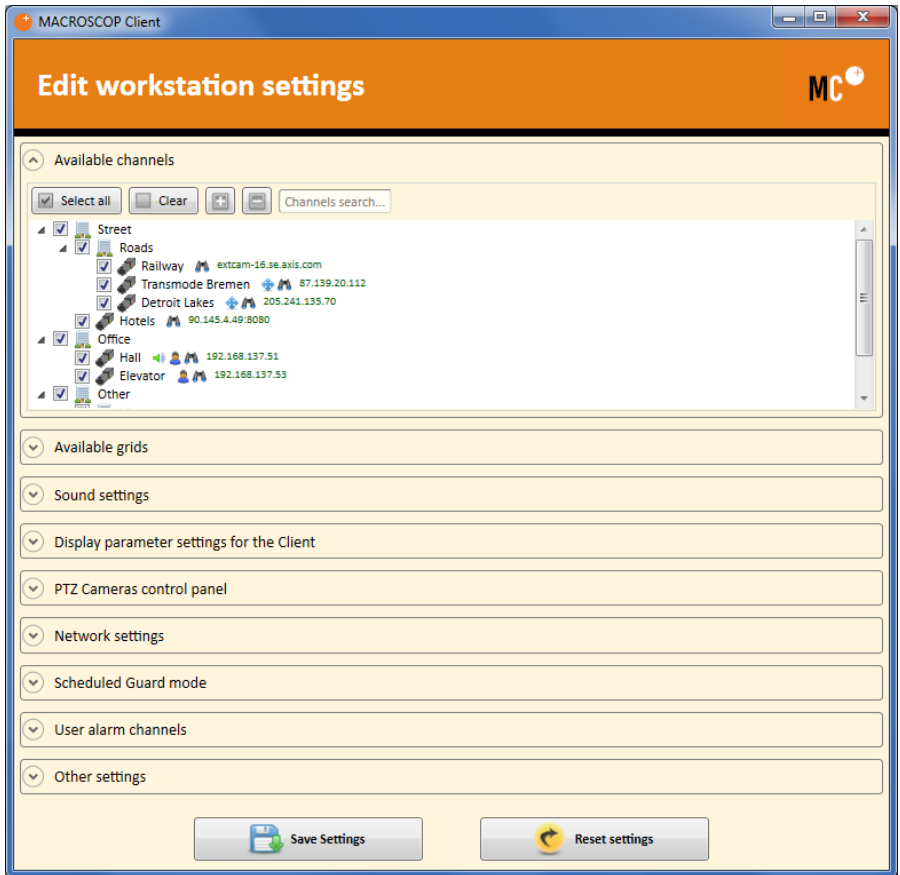 MACROSCOP Client
Edit workstation settings
MC
Available channels
Select all Clear Channels search...
Street
Roads
Railway extcam-16.se.axis.com
Transmode Bremen 87.139.20.112
Detroit Lakes 205.241.135.70
Hotels 90.145.4.49:8080
Office
Hall 192.168.137.51
Elevator 192.168.137.53
Other
Available grids
Sound settings
Display parameter settings for the Client
PTZ Cameras control panel
Network settings
Scheduled Guard mode
User alarm channels
Other settings
Save Settings Reset settings